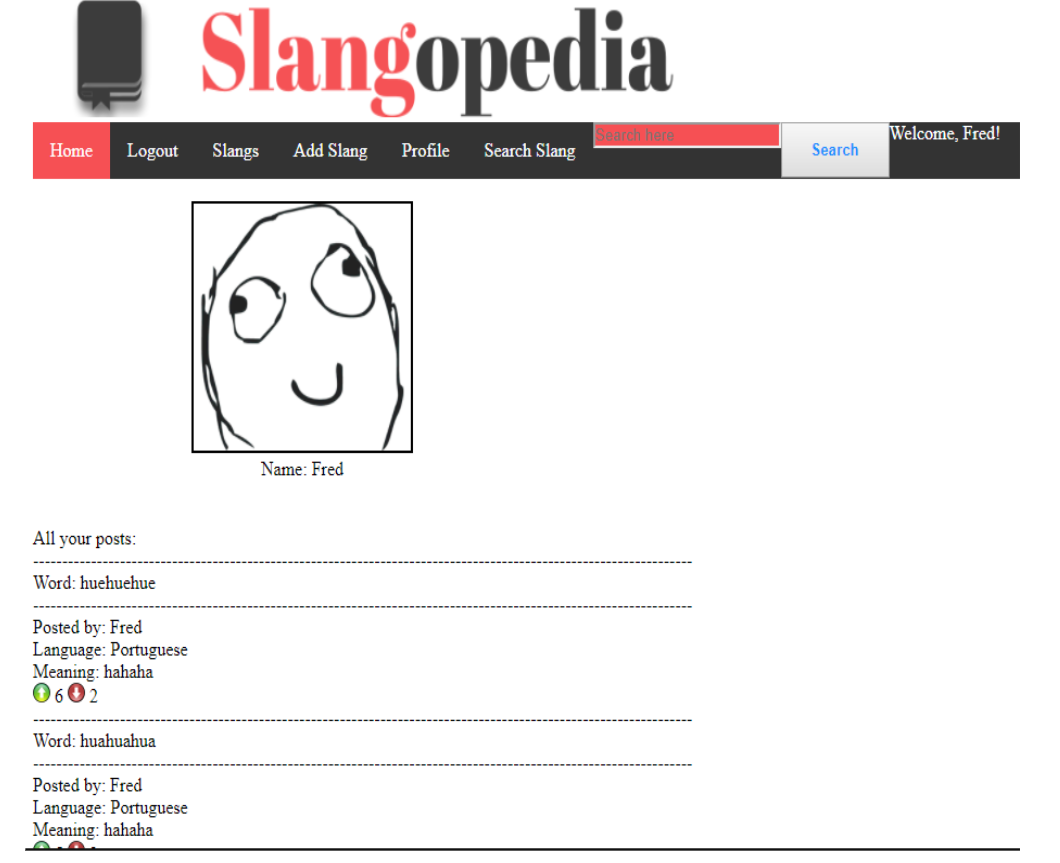 Slangopedia
Home Logout Slangs Add Slang Profile Search Slang Search here Search Welcome, Fred!
Name: Fred
All your posts:
--------------------------------------------------------------------------------------------------------------
Word: huehuehue
--------------------------------------------------------------------------------------------------------------
Posted by: Fred
Language: Portuguese
Meaning: hahaha
6 2
--------------------------------------------------------------------------------------------------------------
Word: huahuahua
--------------------------------------------------------------------------------------------------------------
Posted by: Fred
Language: Portuguese
Meaning: hahaha